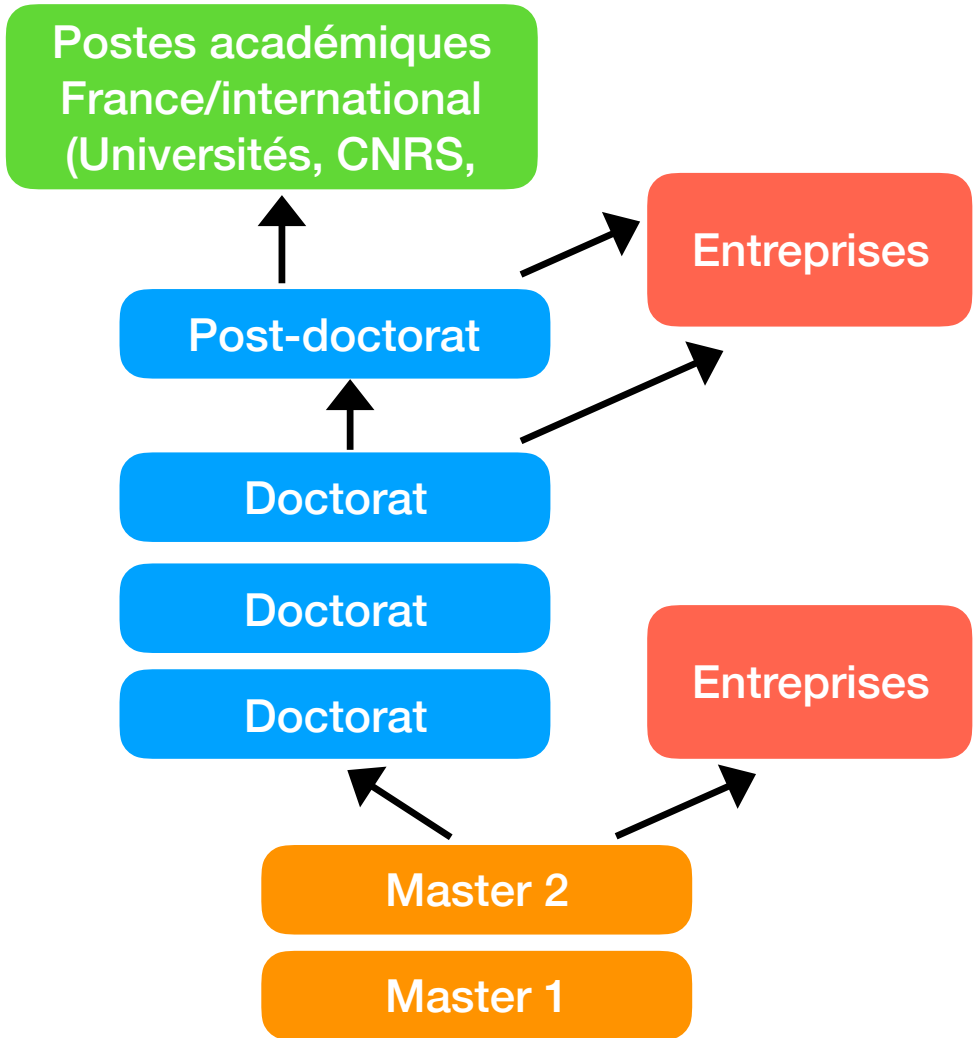 Postes académiques
France/international
(Universités, CNRS,
Entreprises
Post-doctorat
Doctorat
Doctorat
Entreprises
Doctorat
Master 2
Master 1